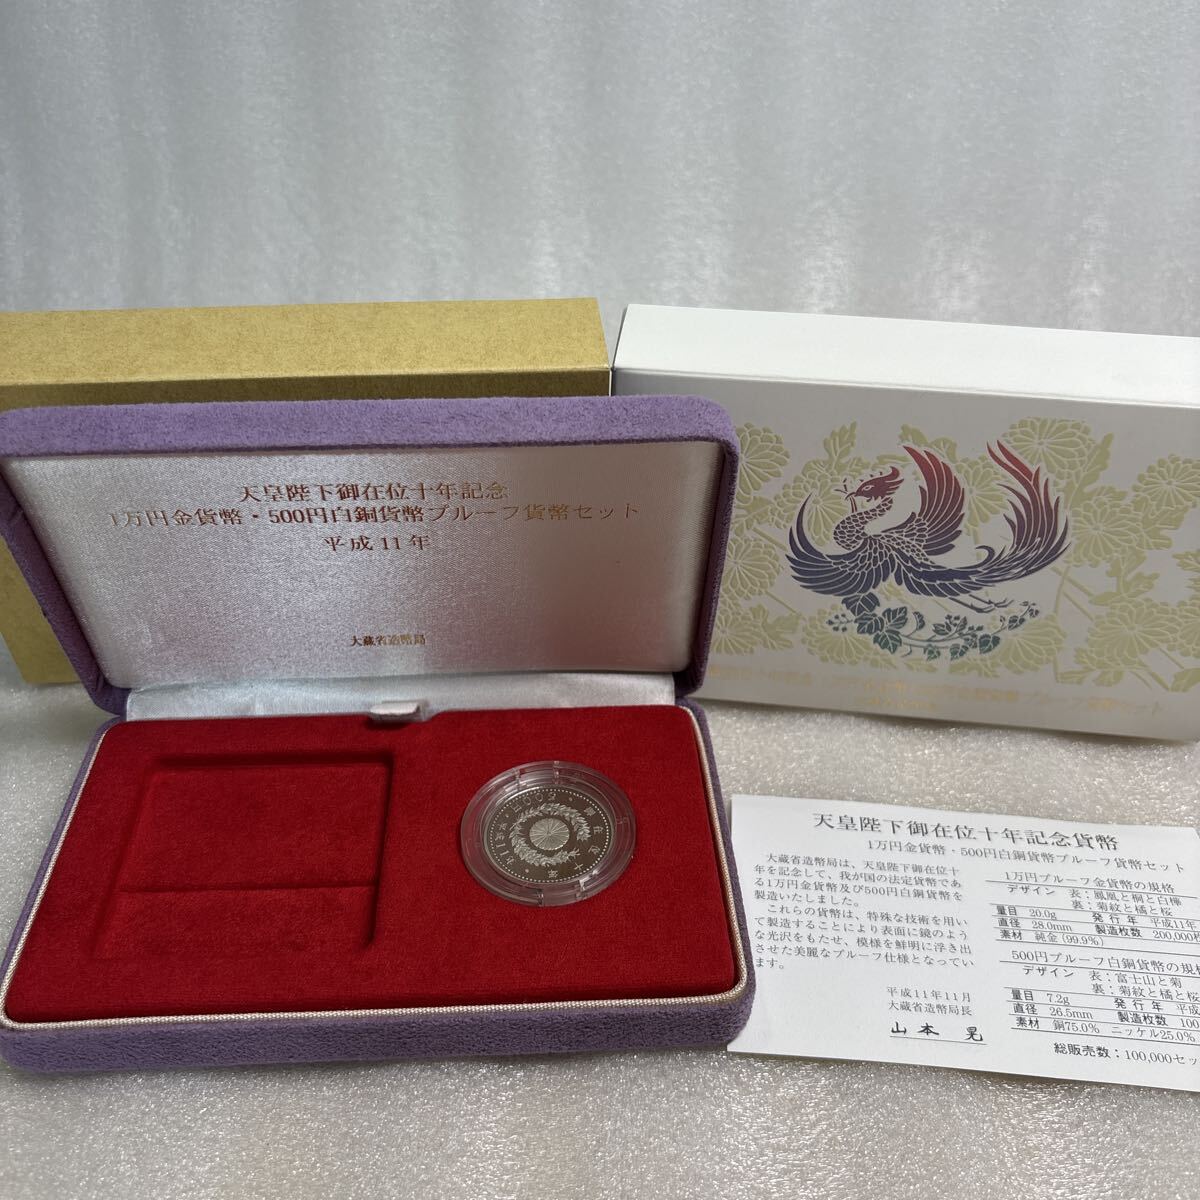 天皇陛下御在位十年記念
1万円金貨幣・500円白銅貨幣プルーフ貨幣セット
平成11年
大蔵省造幣局
500円
御在位
天皇陛下御在位十年記念貨幣
1万円金貨幣・500円白銅貨幣プルーフ貨幣セット
大蔵省造幣局は、天皇陛下御在位十
年を記念して、我が国の法定貨幣であ
る1万円金貨幣及び500円白銅貨幣を
製造いたしました。
これらの貨幣は、特殊な技術を用い
て製造することにより表面に鏡のよう
な光沢をもたせ、模様を鮮明に浮き出
させた美麗なプルーフ仕様となってい
ます。
平成11年11月
大蔵省造幣局長
山本 晃
1万円プルーフ金貨幣の規格
デザイン 表：鳳凰と桐と白樺
裏：菊紋と橘と桜
量目 20.0g 発行年 平成11年
直径 28.0mm 製造枚数 200,000枚
素材 純金(99.9%)
500円プルーフ白銅貨幣の規格
デザイン 表：富士山と菊
裏：菊紋と橘と桜
量目 7.2g 発行年 平成
直径 26.5mm 製造枚数 100
素材 銅75.0% ニッケル25.0%
総販売数：100,000セッ